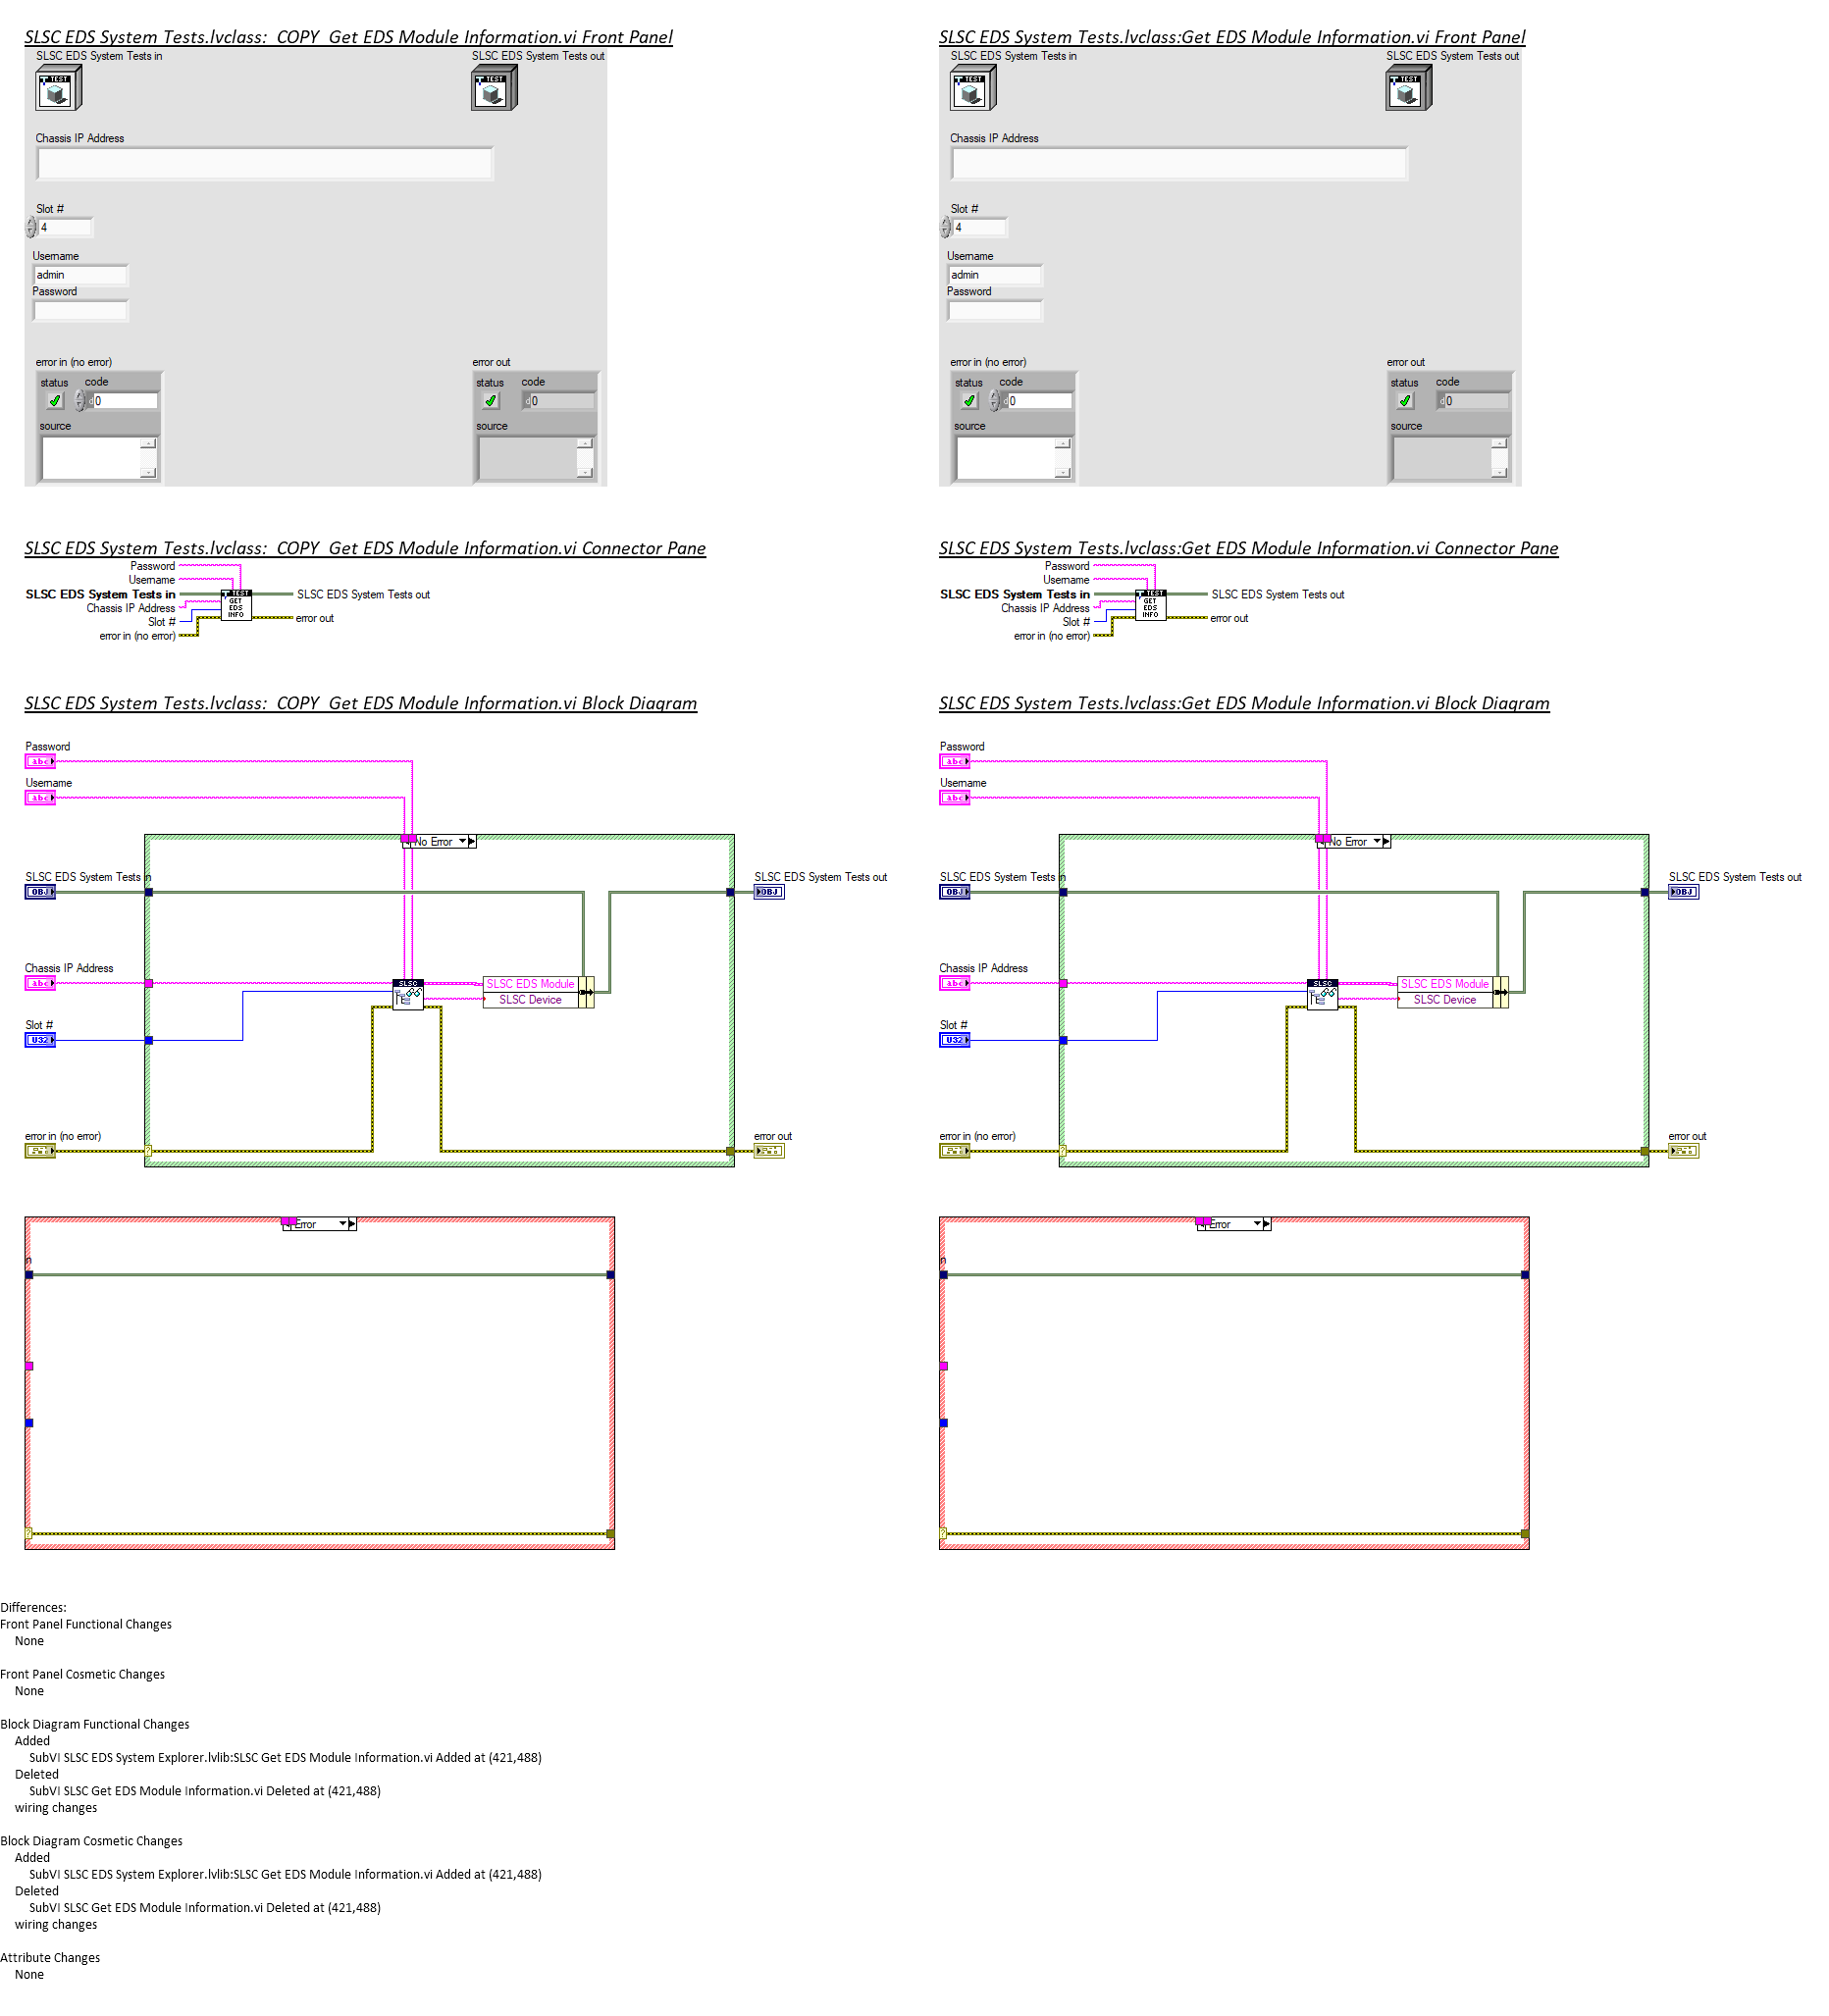 SLSC EDS System Tests.lvclass:  COPY  Get EDS Module Information.vi Front Panel
SLSC EDS System Tests in
SLSC EDS System Tests out
TEST
TEST
Chassis IP Address
Slot #
4
Username
admin
Password
error in (no error)
status code
0
source
error out
status code
0
source
SLSC EDS System Tests.lvclass:Get EDS Module Information.vi Front Panel
SLSC EDS System Tests in
SLSC EDS System Tests out
TEST
TEST
Chassis IP Address
Slot #
4
Username
admin
Password
error in (no error)
status code
0
source
error out
status code
0
source
SLSC EDS System Tests.lvclass:  COPY  Get EDS Module Information.vi Connector Pane
Password
Username
SLSC EDS System Tests in
Chassis IP Address
Slot #
error in (no error)
TEST
GET
EDS
INFO
SLSC EDS System Tests out
error out
SLSC EDS System Tests.lvclass:Get EDS Module Information.vi Connector Pane
Password
Username
SLSC EDS System Tests in
Chassis IP Address
Slot #
error in (no error)
TEST
GET
EDS
INFO
SLSC EDS System Tests out
error out
SLSC EDS System Tests.lvclass:  COPY  Get EDS Module Information.vi Block Diagram
Password
abc
Username
abc
No Error
SLSC EDS System Tests in
OBJ
SLSC EDS System Tests out
OBJ
Chassis IP Address
abc
SLSC
SLSC EDS Module
SLSC Device
Slot #
U32
error in (no error)
error out
Error
SLSC EDS System Tests.lvclass:Get EDS Module Information.vi Block Diagram
Password
abc
Username
abc
No Error
SLSC EDS System Tests in
OBJ
SLSC EDS System Tests out
OBJ
Chassis IP Address
abc
SLSC
SLSC EDS Module
SLSC Device
Slot #
U32
error in (no error)
error out
Error
Differences:
Front Panel Functional Changes
None
Front Panel Cosmetic Changes
None
Block Diagram Functional Changes
Added
SubVI SLSC EDS System Explorer.lvlib:SLSC Get EDS Module Information.vi Added at (421,488)
Deleted
SubVI SLSC Get EDS Module Information.vi Deleted at (421,488)
wiring changes
Block Diagram Cosmetic Changes
Added
SubVI SLSC EDS System Explorer.lvlib:SLSC Get EDS Module Information.vi Added at (421,488)
Deleted
SubVI SLSC Get EDS Module Information.vi Deleted at (421,488)
wiring changes
Attribute Changes
None